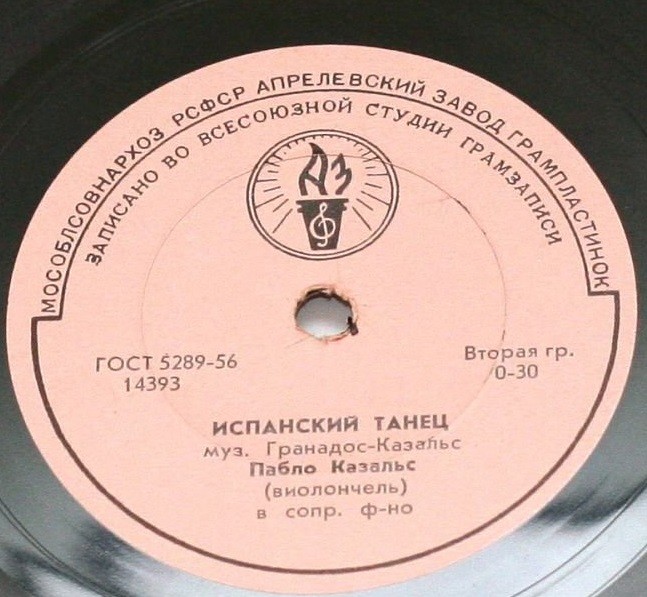 МОСОБЛСОВНАРХОЗ РСФСР АПРЕЛЕВСКИЙ ЗАВОД ГРАМПЛАСТИНОК
ЗАПИСАНО ВО ВСЕСОЮЗНОЙ СТУДИИ ГРАМЗАПИСИ
АЗ
ГОСТ 5289-56
14393
Вторая гр.
0-30
ИСПАНСКИЙ ТАНЕЦ
муз. Гранадос-Казальс
Пабло Казальс
(виолончель)
в сопр. ф-но